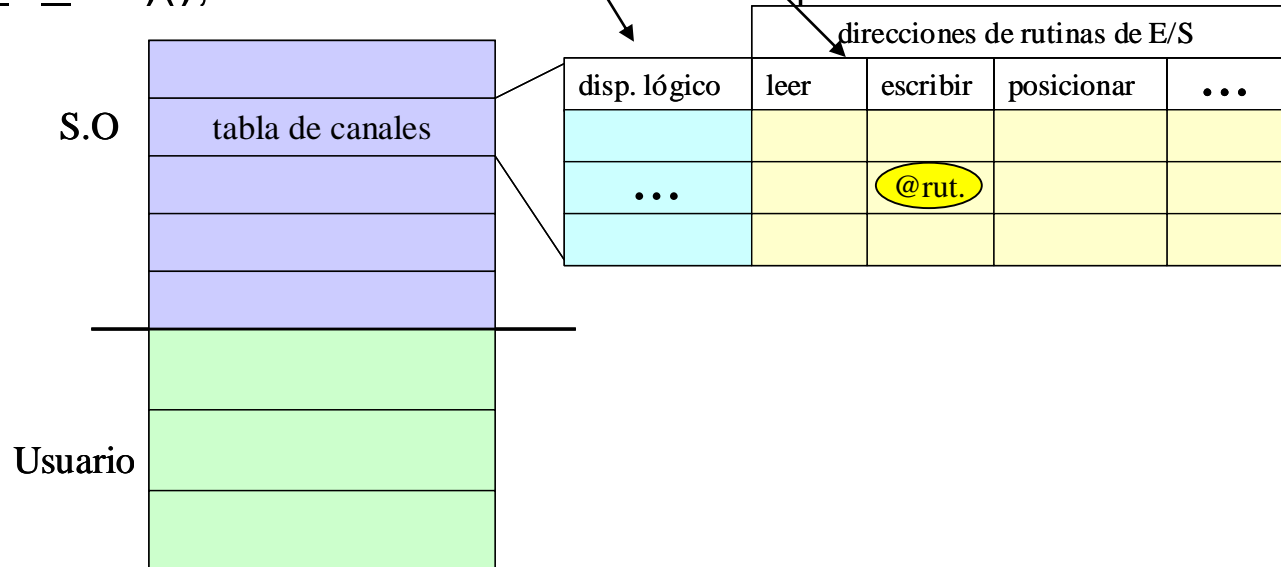 direcciones de rutinas de E/S
disp. lógico leer escribir posicionar ...
S.O tabla de canales
... @rut.
Usuario